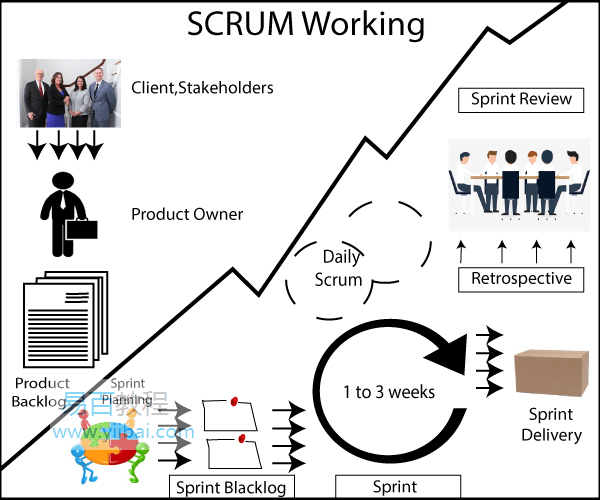 SCRUM Working
Client,Stakeholders
Product Owner
Product
Backlog
Sprint
Planning
易百教程
www.yiibai.com
Sprint Blacklog
Daily
Scrum
1 to 3 weeks
Sprint
Sprint Review
Retrospective
Sprint
Delivery